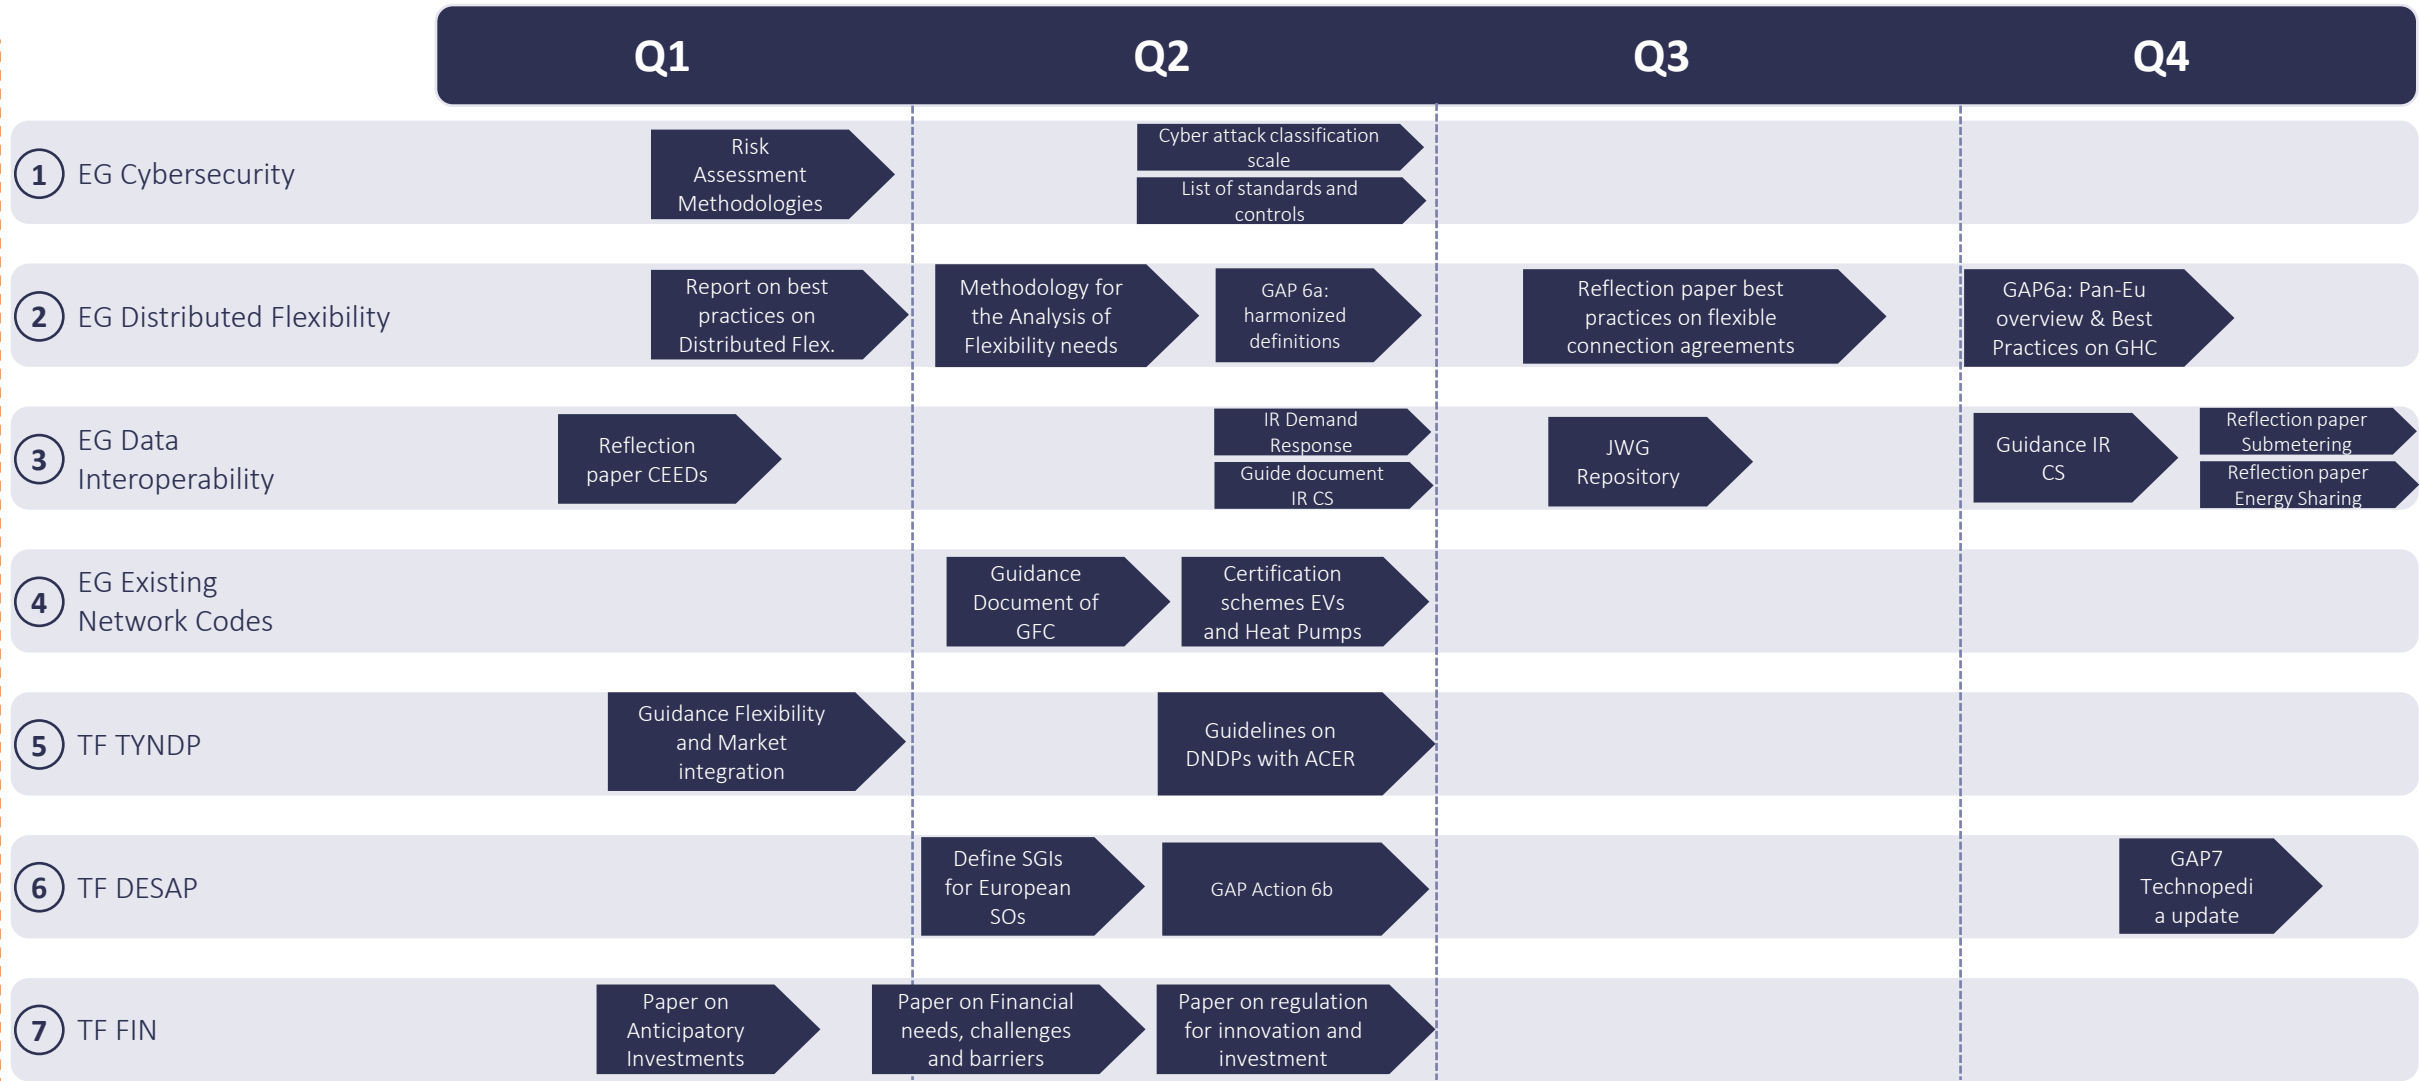 Q1
Q2
Q3
Q4
1
EG Cybersecurity
Risk
Assessment
Methodologies
Cyber attack classification
scale
List of standards and
controls
2
EG Distributed Flexibility
Report on best
practices on
Distributed Flex.
Methodology for
the Analysis of
Flexibility needs
GAP 6a:
harmonized
definitions
Reflection paper best
practices on flexible
connection agreements
GAP6a: Pan-Eu
overview & Best
Practices on GHC
3
EG Data
Interoperability
Reflection
paper CEEDs
IR Demand
Response
Guide document
IR CS
JWG
Repository
Guidance IR
CS
Reflection paper
Submetering
Reflection paper
Energy Sharing
4
EG Existing
Network Codes
Guidance
Document of
GFC
Certification
schemes EVs
and Heat Pumps
5
TF TYNDP
Guidance Flexibility
and Market
integration
Guidelines on
DNDPs with ACER
6
TF DESAP
Define SGIs
for European
SOs
GAP Action 6b
GAP7
Technopedi
a update
7
TF FIN
Paper on
Anticipatory
Investments
Paper on Financial
needs, challenges
and barriers
Paper on regulation
for innovation and
investment